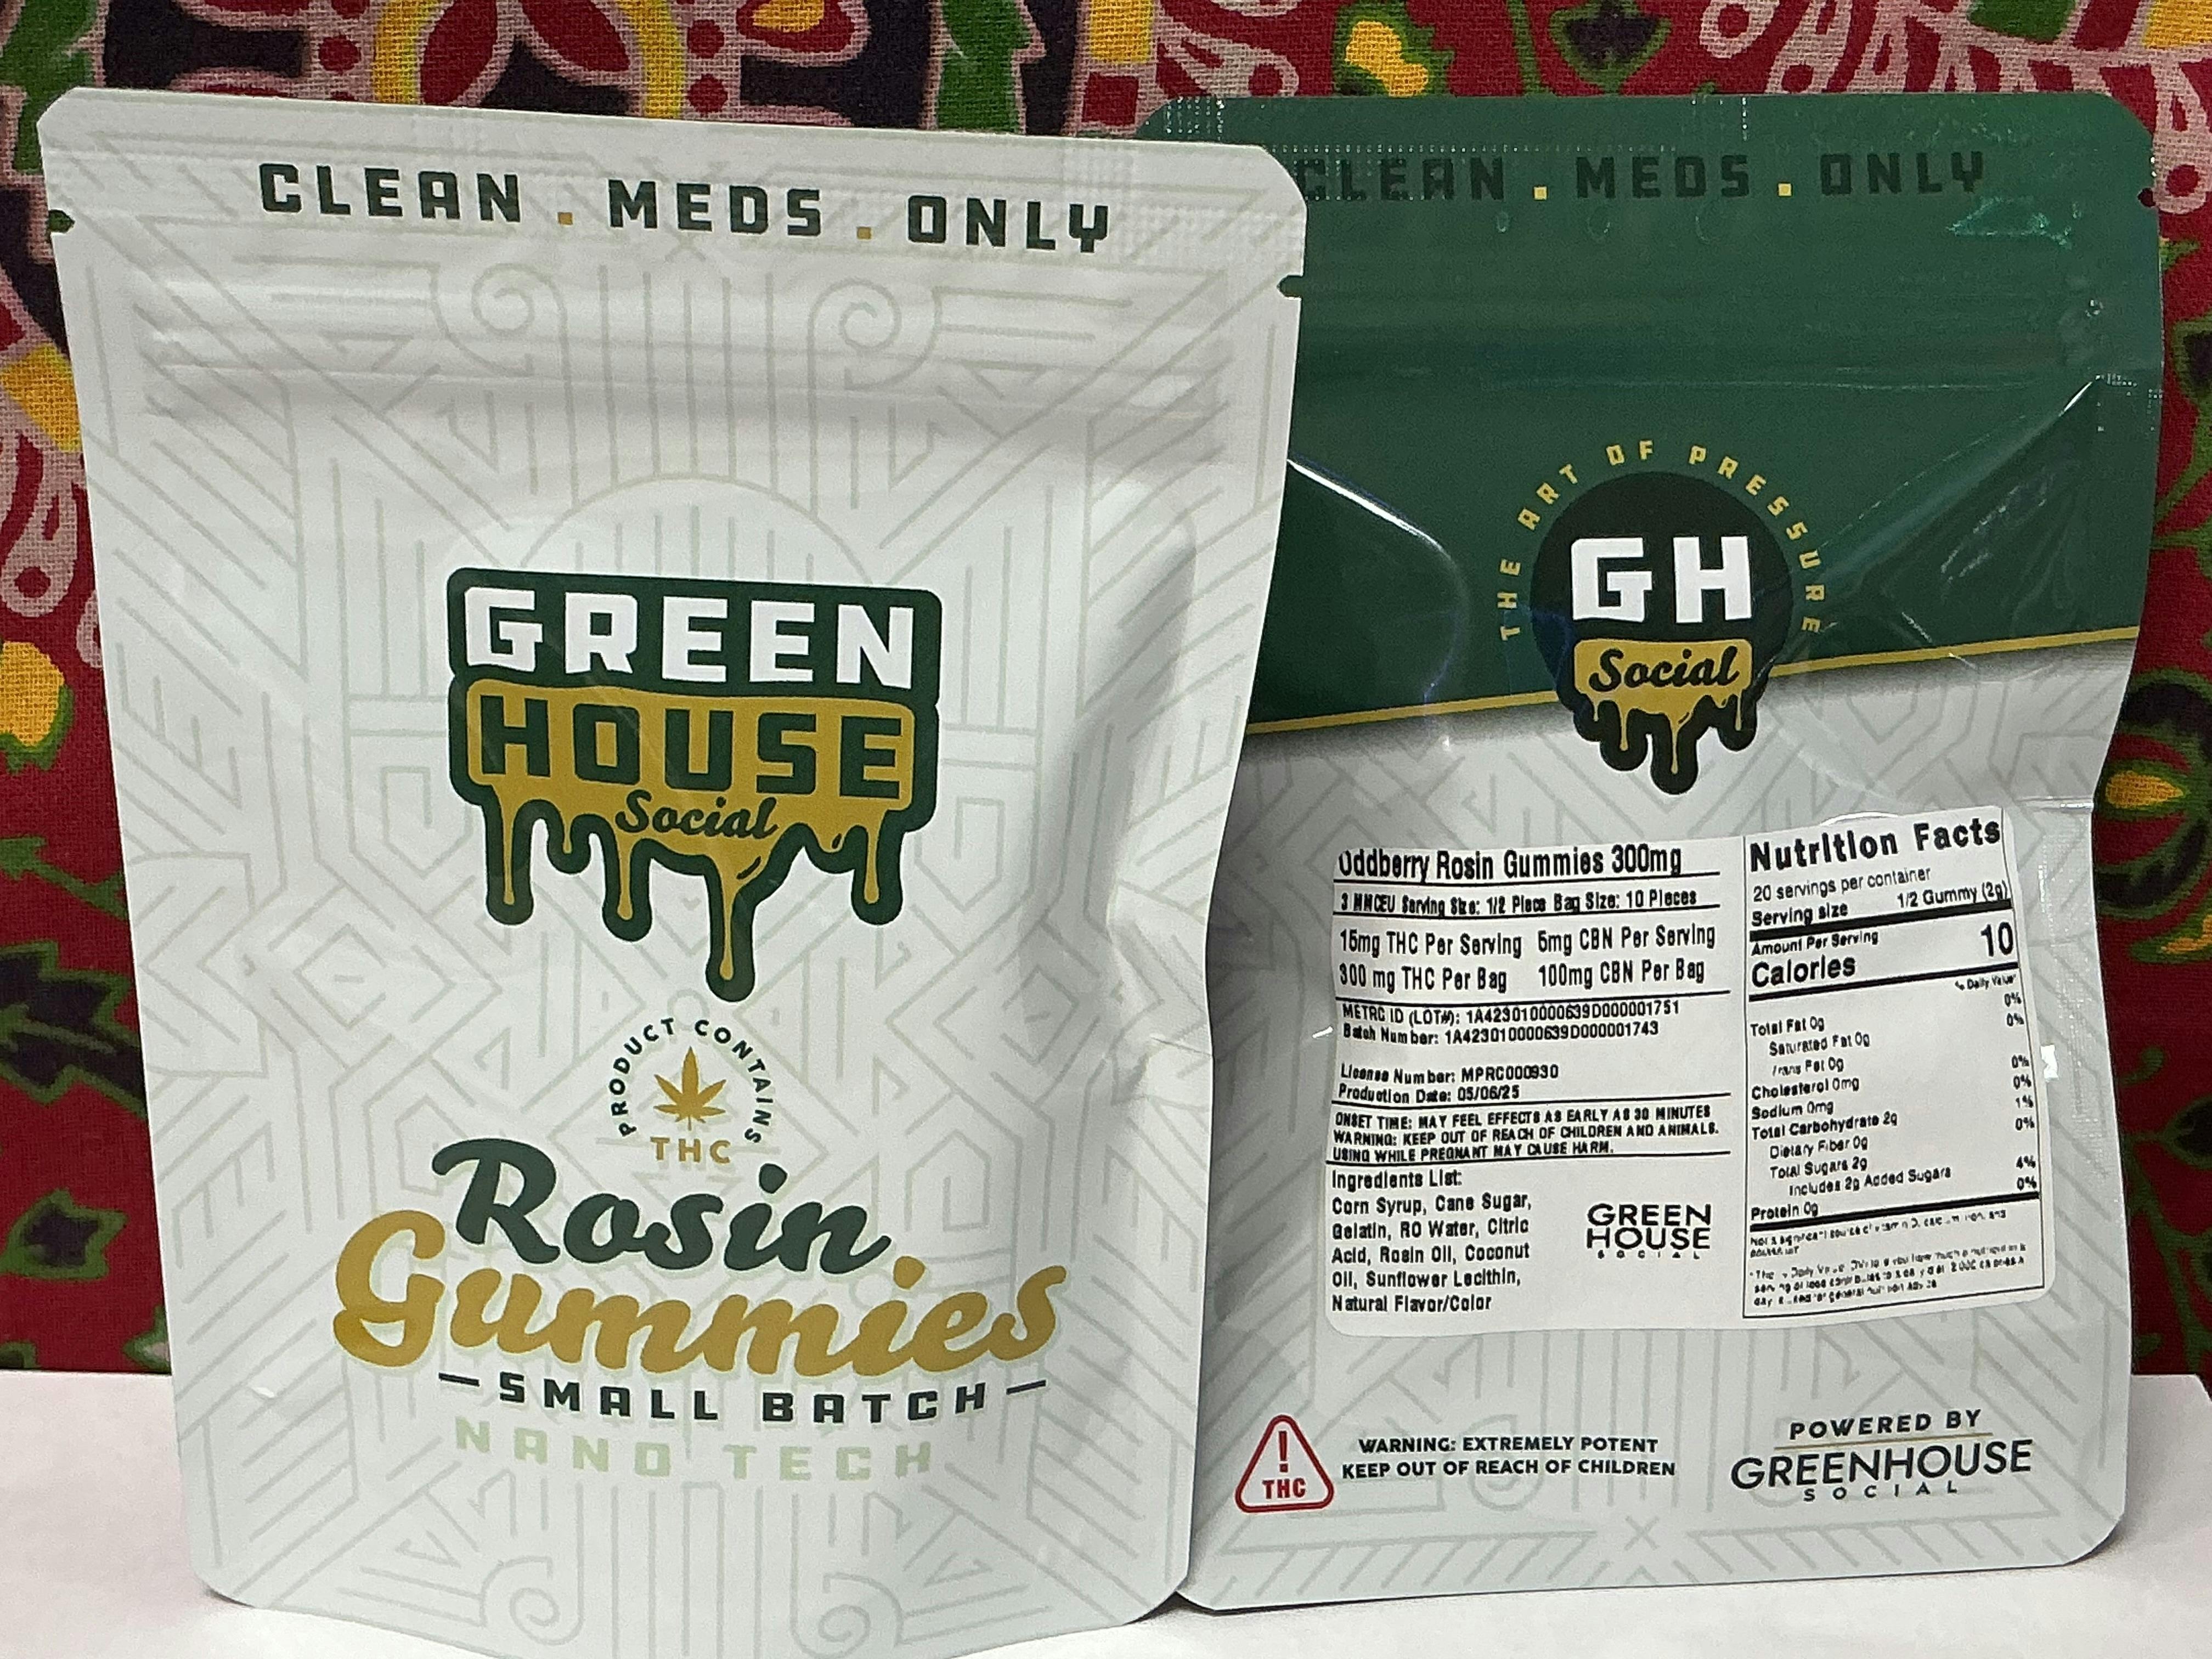 CLEAN . MEDS . ONLY
GREEN
HOUSE
Social
PRODUCT CONTAINS
THC
Rosin
Gummies
SMALL BATCH
NANO TECH
CLEAN . MEDS . ONLY
THE ART OF PRESSURE
GH
Social
Oddberry Rosin Gummies 300mg
3 MMCEU Serving Size: 1/2 Piece Bag Size: 10 Pieces
15mg THC Per Serving 5mg CBN Per Serving
300 mg THC Per Bag 100mg CBN Per Bag
METRC ID (LOT#): 1A423010000639D000001751
Batch Number: 1A423010000639D000001743
License Number: MPRC000930
Production Date: 05/06/25
ONSET TIME: MAY FEEL EFFECTS AS EARLY AS 30 MINUTES
WARNING: KEEP OUT OF REACH OF CHILDREN AND ANIMALS.
USING WHILE PREGNANT MAY CAUSE HARM.
Ingredients List:
Corn Syrup, Cane Sugar,
Gelatin, RO Water, Citric
Acid, Rosin Oil, Coconut
Oil, Sunflower Lecithin,
Natural Flavor/Color
GREEN
HOUSE
SOCIAL
Nutrition Facts
20 servings per container
Serving size 1/2 Gummy (2g)
Amount Per Serving
Calories 10
% Daily Value*
Total Fat 0g 0%
Saturated Fat 0g 0%
Trans Fat 0g
Cholesterol 0mg 0%
Sodium 0mg 0%
Total Carbohydrate 2g 1%
Dietary Fiber 0g 0%
Total Sugars 2g
Includes 2g Added Sugars 4%
Protein 0g 0%
THC
WARNING: EXTREMELY POTENT
KEEP OUT OF REACH OF CHILDREN
POWERED BY
GREENHOUSE
SOCIAL